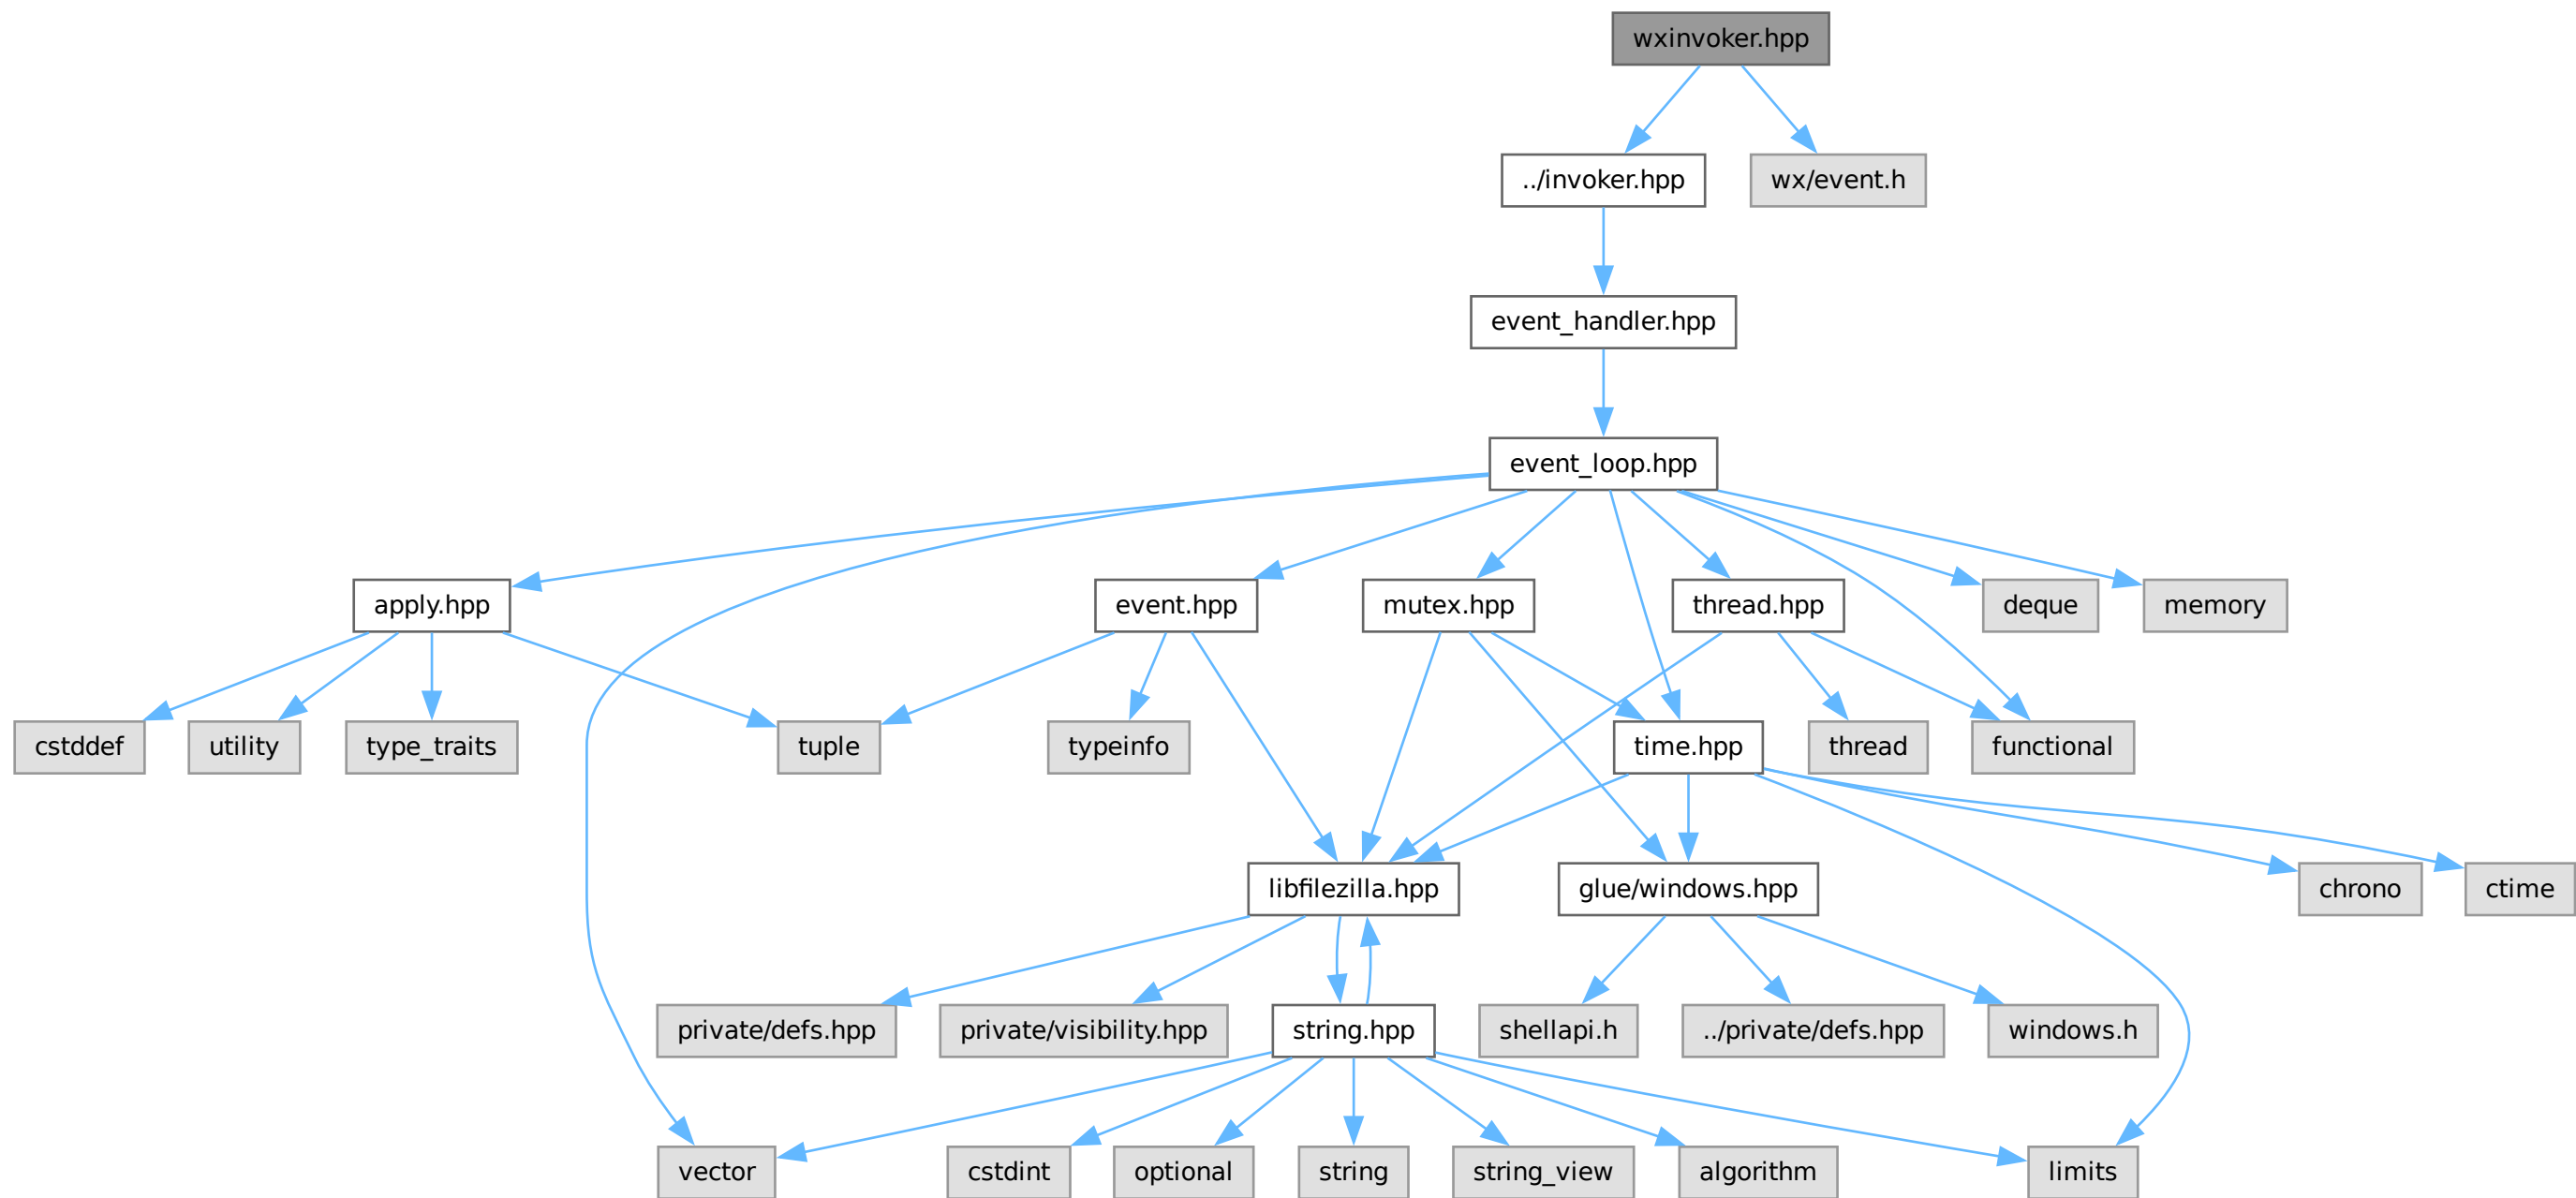 wxinvoker.hpp
../invoker.hpp
wx/event.h
event_handler.hpp
event_loop.hpp
apply.hpp
event.hpp
mutex.hpp
thread.hpp
deque
memory
cstddef
utility
type_traits
tuple
typeinfo
time.hpp
thread
functional
libfilezilla.hpp
glue/windows.hpp
chrono
ctime
private/defs.hpp
private/visibility.hpp
string.hpp
shellapi.h
../private/defs.hpp
windows.h
vector
cstdint
optional
string
string_view
algorithm
limits